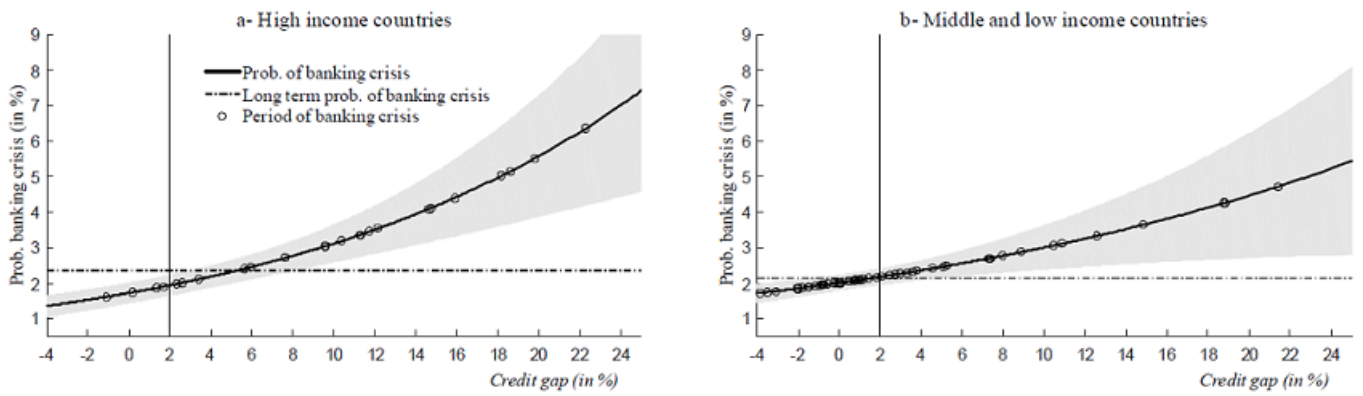 a- High income countries
Prob. banking crisis (in %)
9
8
7
6
5
4
3
2
1
Prob. of banking crisis
Long term prob. of banking crisis
Period of banking crisis
-4 -2 0 2 4 6 8 10 12 14 16 18 20 22 24
Credit gap (in %)
b- Middle and low income countries
Prob. banking crisis (in %)
9
8
7
6
5
4
3
2
1
-4 -2 0 2 4 6 8 10 12 14 16 18 20 22 24
Credit gap (in %)